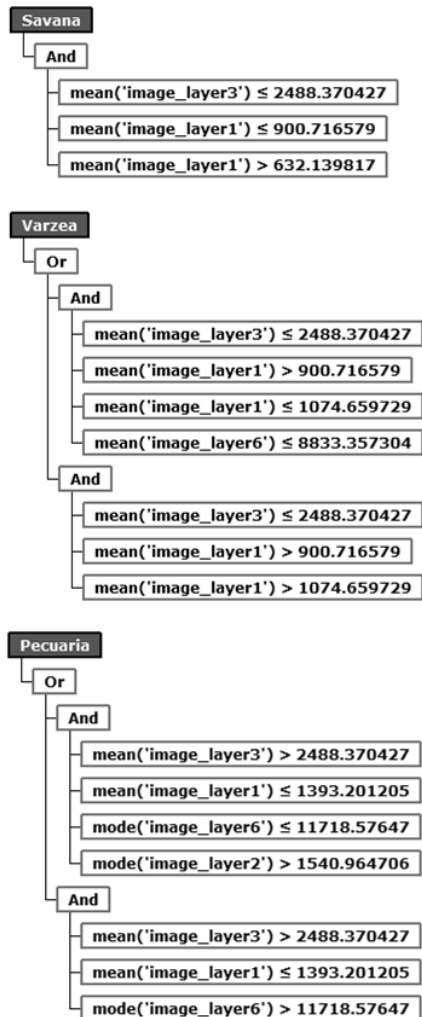 Savana
And
mean('image_layer3') ≤ 2488.370427
mean('image_layer1') ≤ 900.716579
mean('image_layer1') > 632.139817
Varzea
Or
And
mean('image_layer3') ≤ 2488.370427
mean('image_layer1') > 900.716579
mean('image_layer1') ≤ 1074.659729
mean('image_layer6') ≤ 8833.357304
And
mean('image_layer3') ≤ 2488.370427
mean('image_layer1') > 900.716579
mean('image_layer1') > 1074.659729
Pecuaria
Or
And
mean('image_layer3') > 2488.370427
mean('image_layer1') ≤ 1393.201205
mode('image_layer6') ≤ 11718.57647
mode('image_layer2') > 1540.964706
And
mean('image_layer3') > 2488.370427
mean('image_layer1') ≤ 1393.201205
mode('image_layer6') > 11718.57647